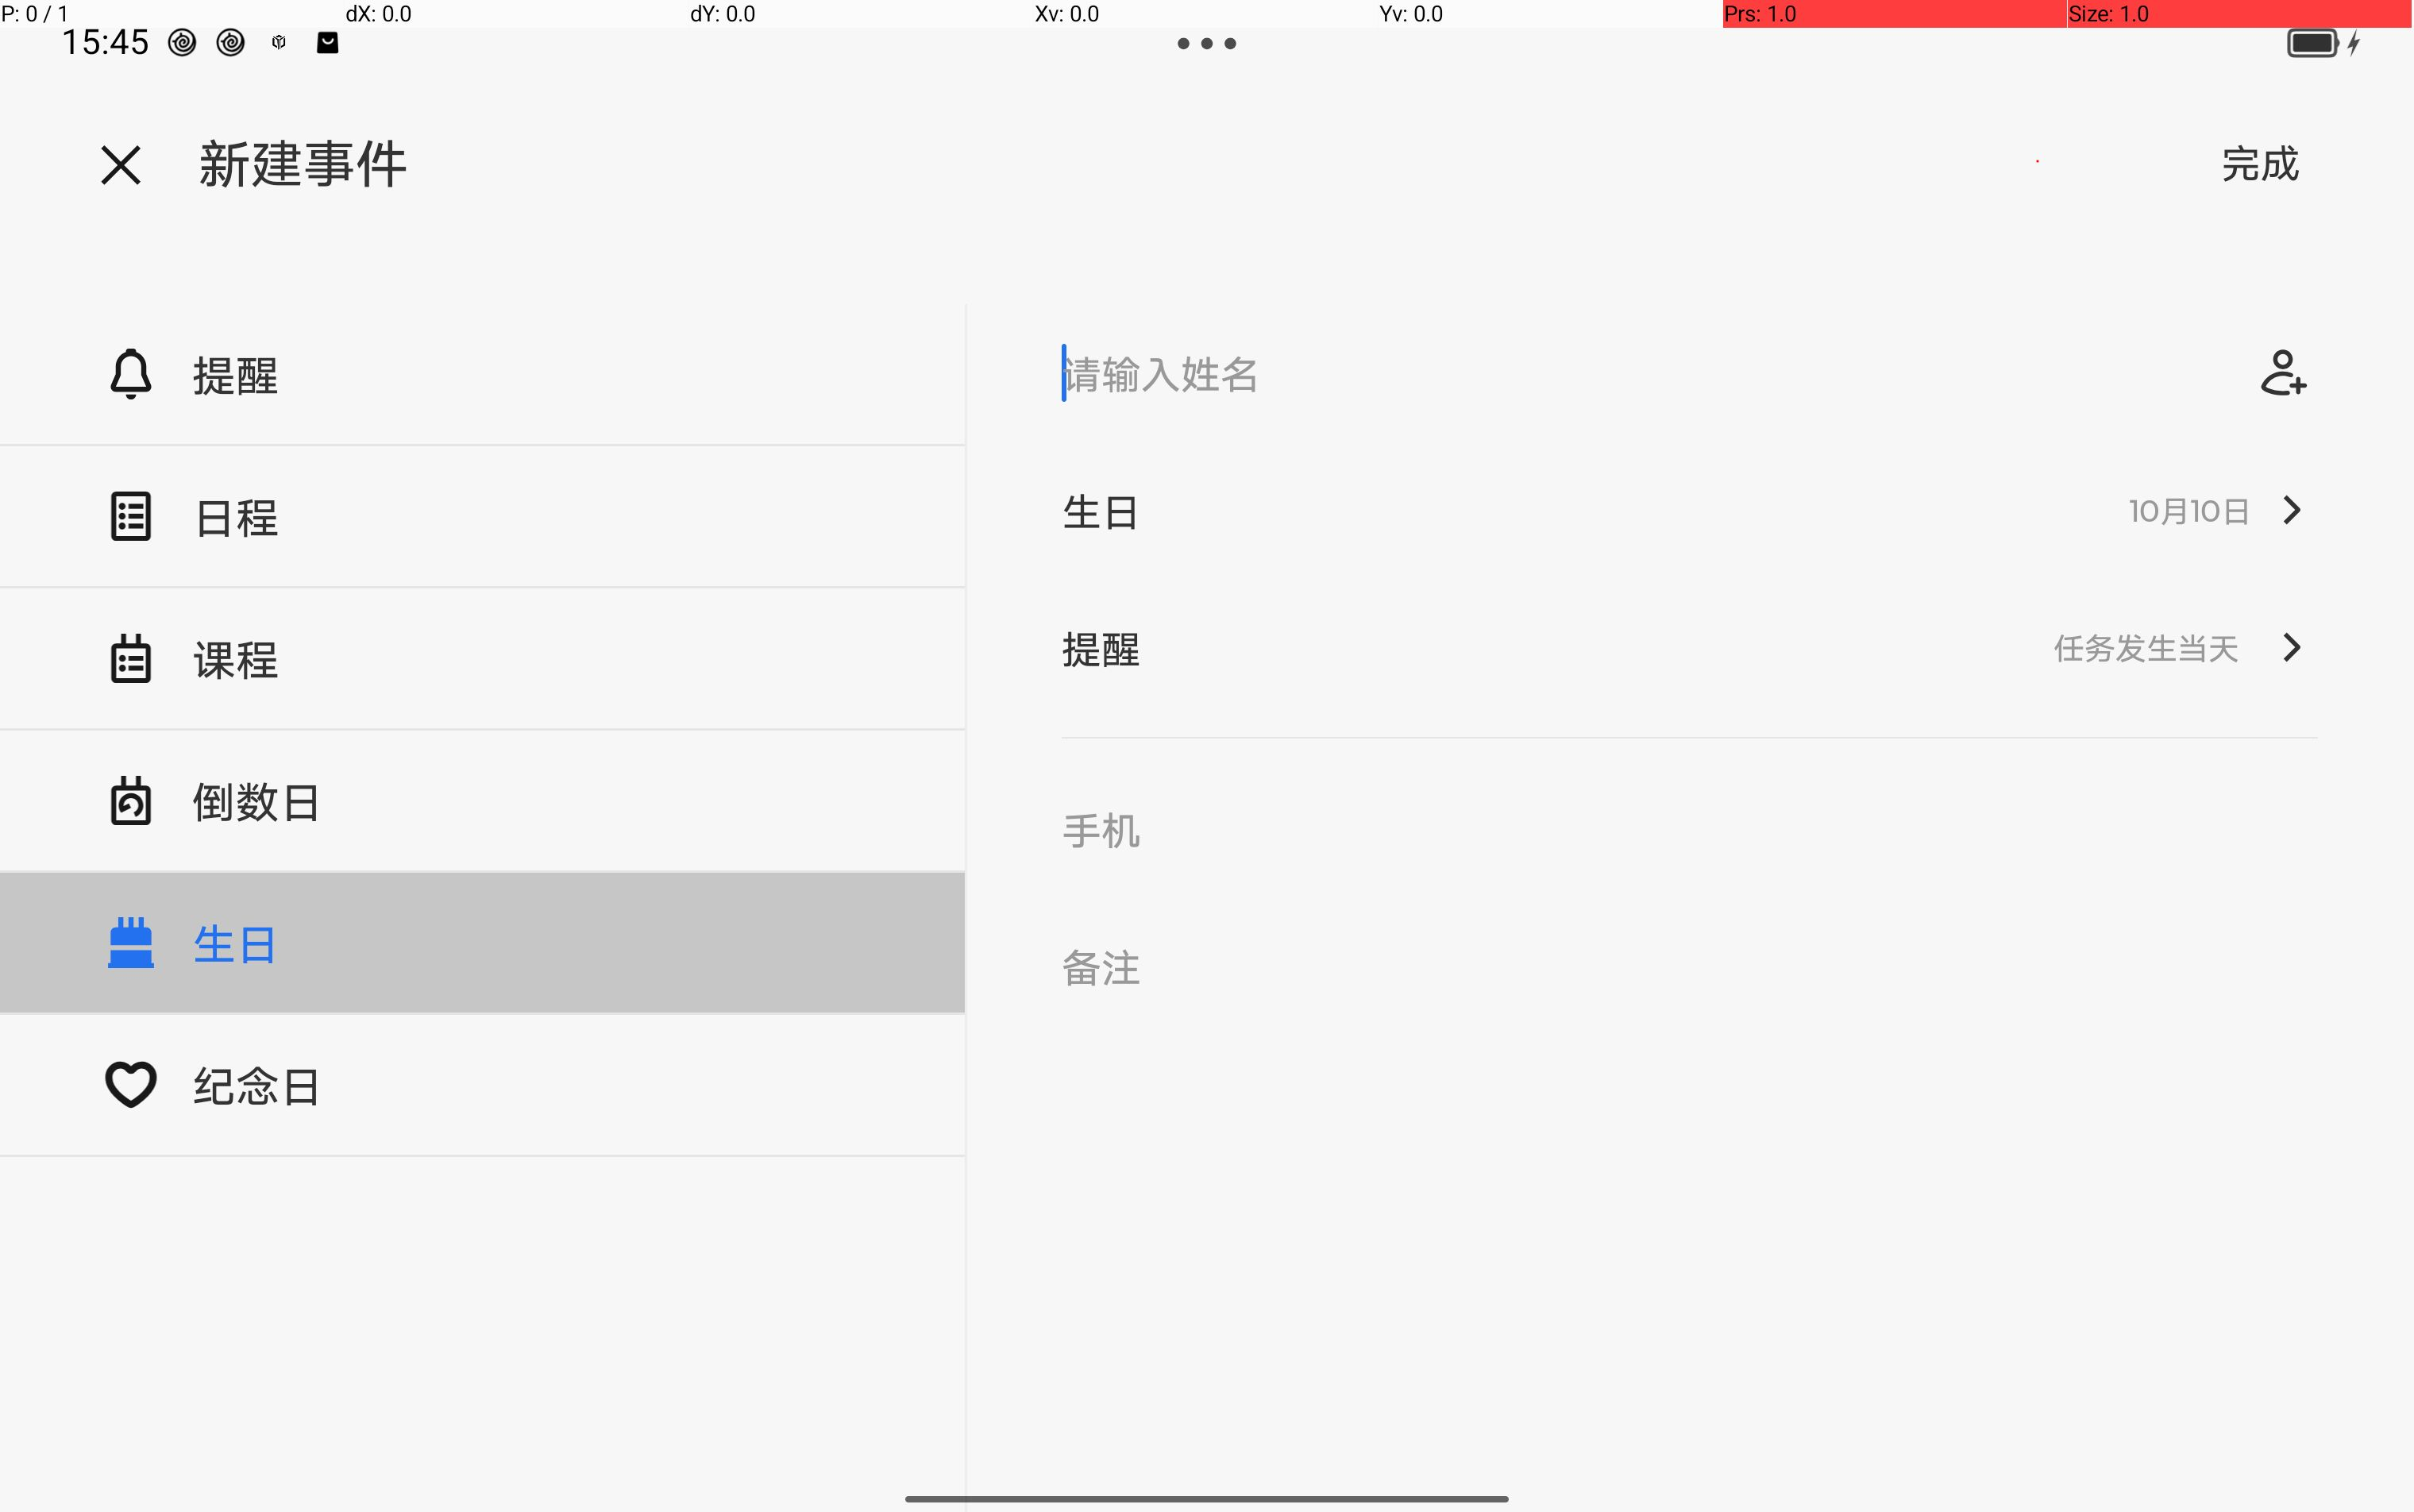 P: 0 / 1 dX: 0.0 dY: 0.0 Xv: 0.0 Yv: 0.0 Prs: 1.0 Size: 1.0
15:45
新建事件 完成
提醒
日程
课程
倒数日
生日
纪念日
请输入姓名
生日 10月10日
提醒 任务发生当天
手机
备注